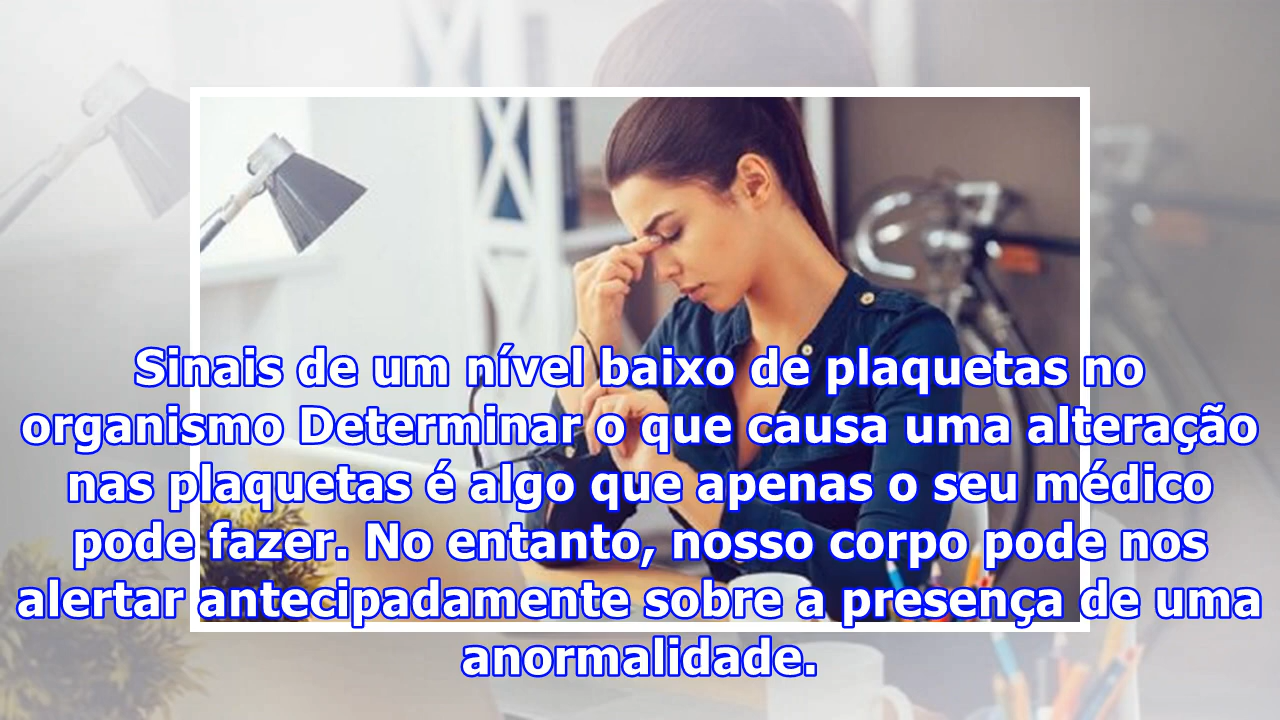 Sinais de um nível baixo de plaquetas no
organismo Determinar o que causa uma alteração
nas plaquetas é algo que apenas o seu médico
pode fazer. No entanto, nosso corpo pode nos
alertar antecipadamente sobre a presença de uma
anormalidade.